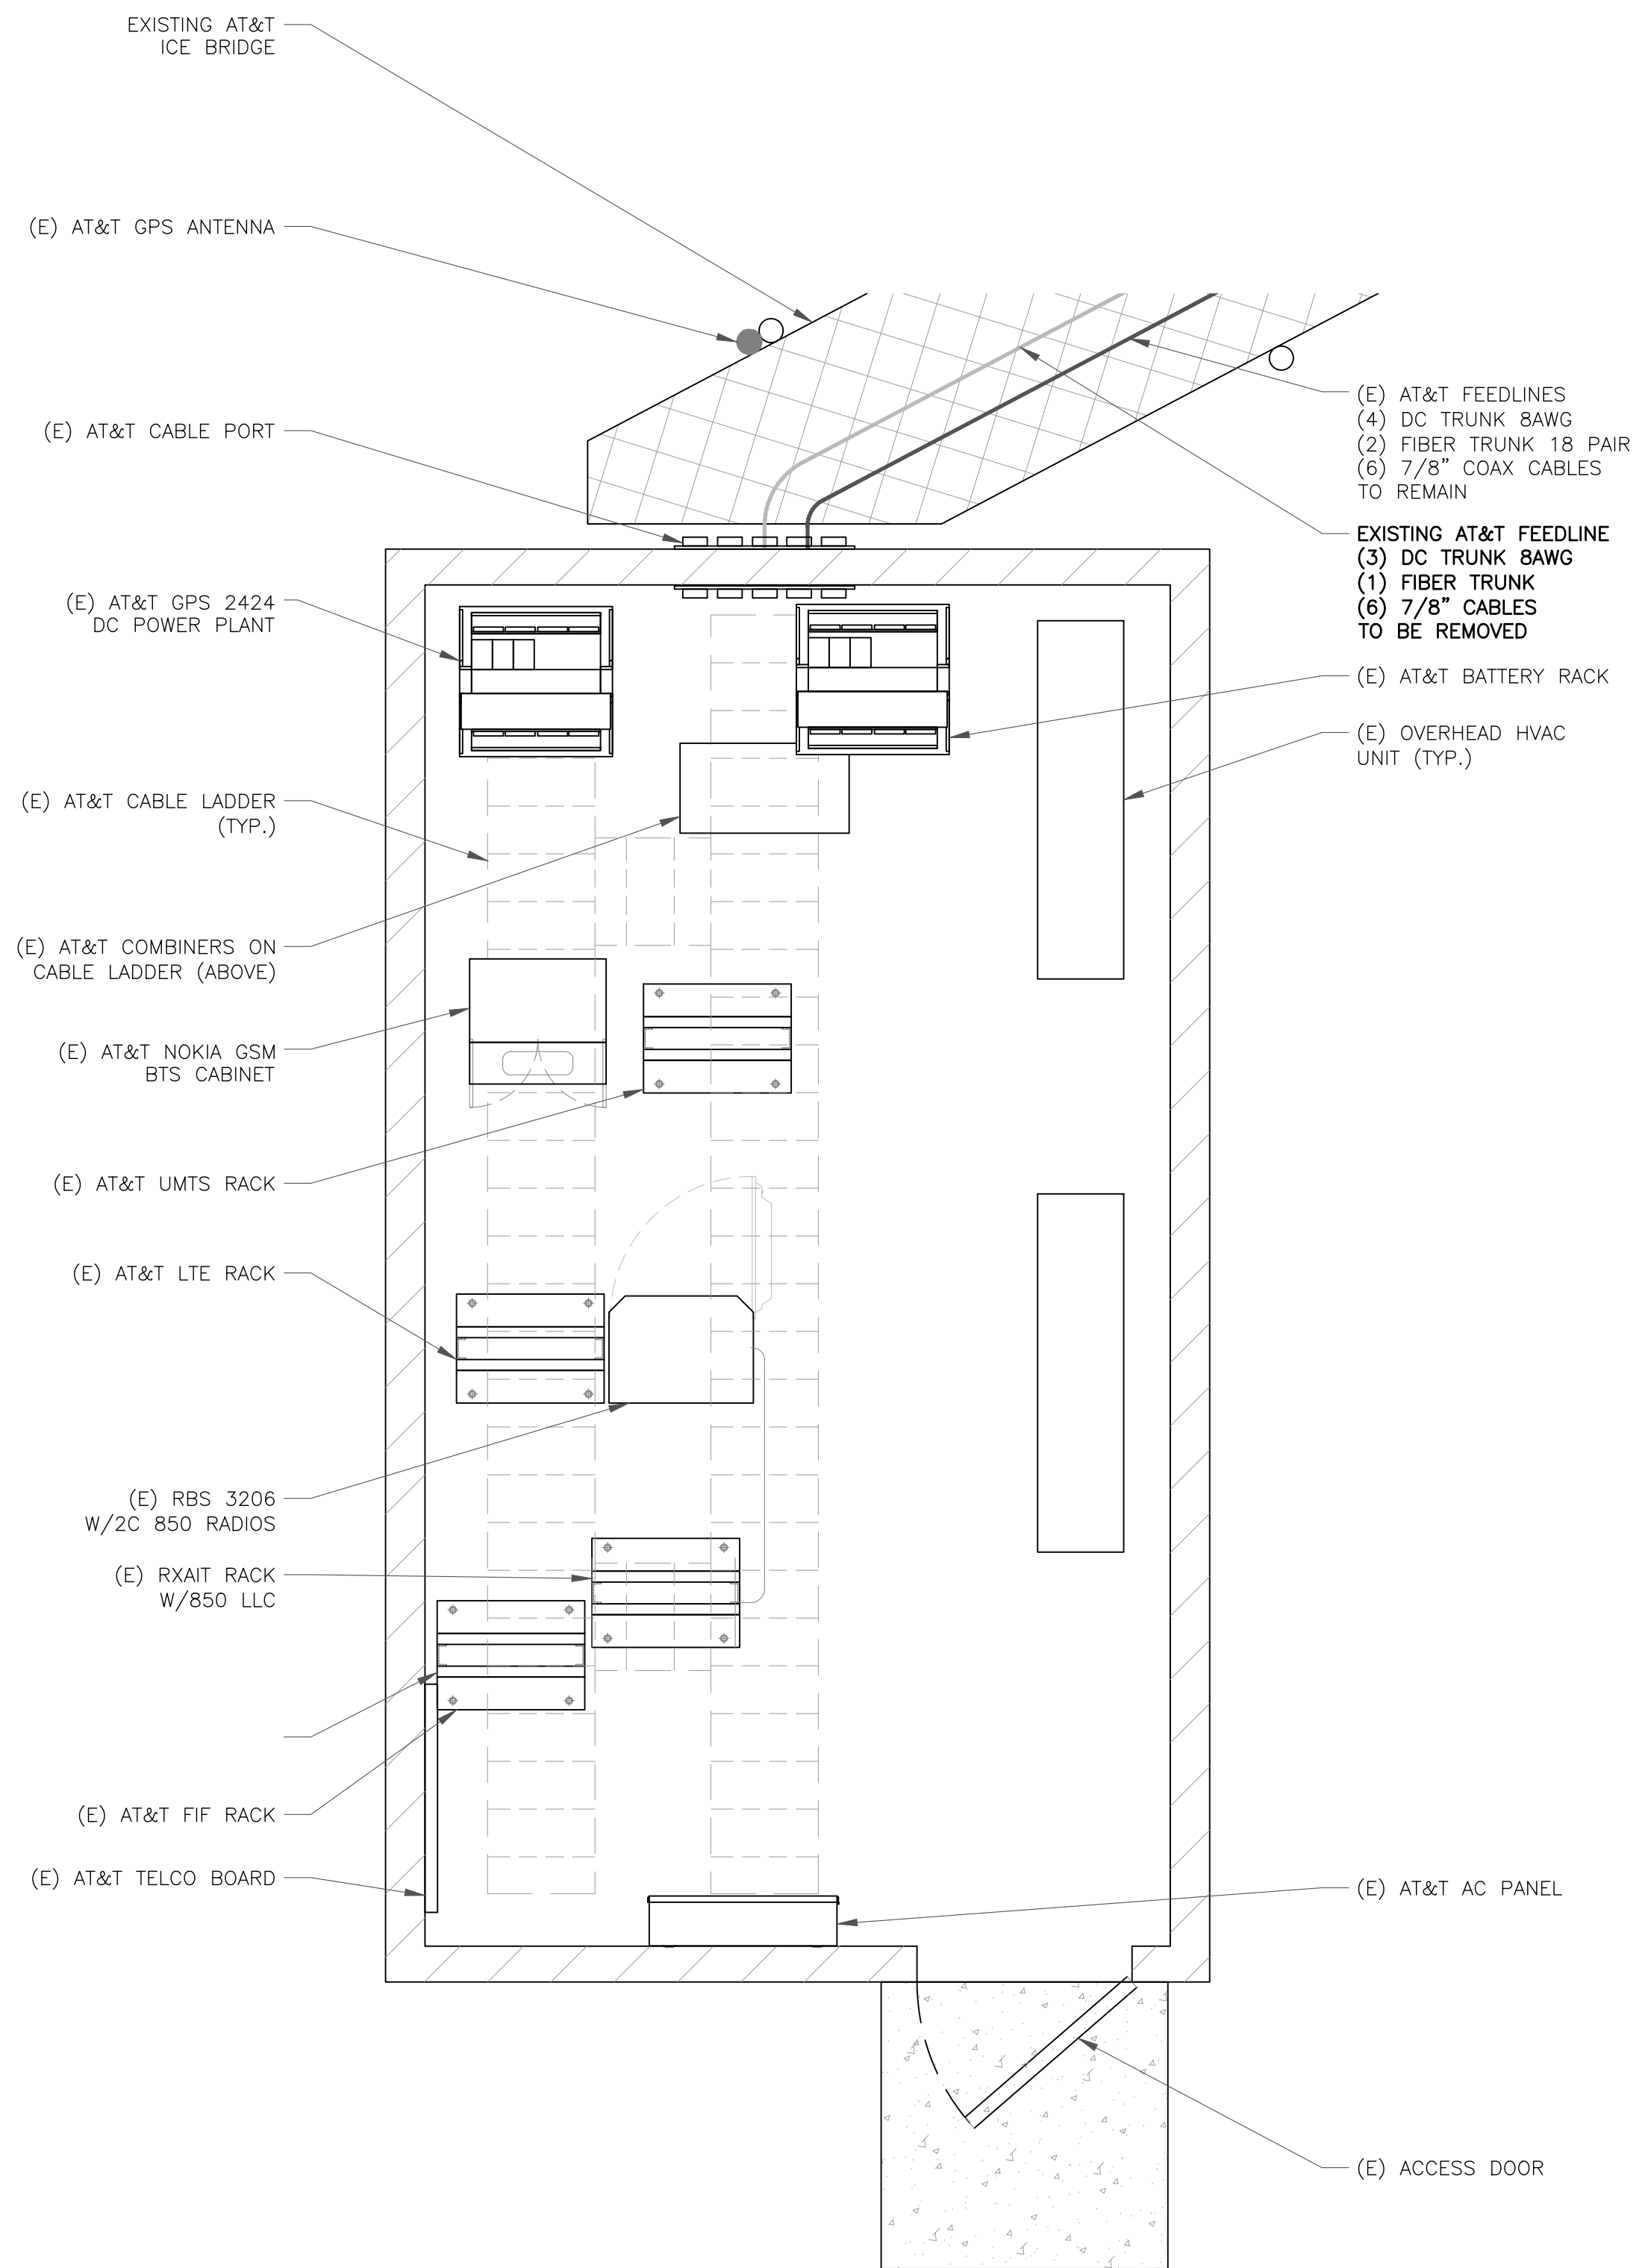 EXISTING AT&T
ICE BRIDGE
(E) AT&T GPS ANTENNA
(E) AT&T CABLE PORT
(E) AT&T GPS 2424
DC POWER PLANT
(E) AT&T CABLE LADDER
(TYP.)
(E) AT&T COMBINERS ON
CABLE LADDER (ABOVE)
(E) AT&T NOKIA GSM
BTS CABINET
(E) AT&T UMTS RACK
(E) AT&T LTE RACK
(E) RBS 3206
W/2C 850 RADIOS
(E) RXAIT RACK
W/850 LLC
(E) AT&T FIF RACK
(E) AT&T TELCO BOARD
(E) AT&T FEEDLINES
(4) DC TRUNK 8AWG
(2) FIBER TRUNK 18 PAIR
(6) 7/8" COAX CABLES
TO REMAIN
EXISTING AT&T FEEDLINE
(3) DC TRUNK 8AWG
(1) FIBER TRUNK
(6) 7/8" CABLES
TO BE REMOVED
(E) AT&T BATTERY RACK
(E) OVERHEAD HVAC
UNIT (TYP.)
(E) AT&T AC PANEL
(E) ACCESS DOOR